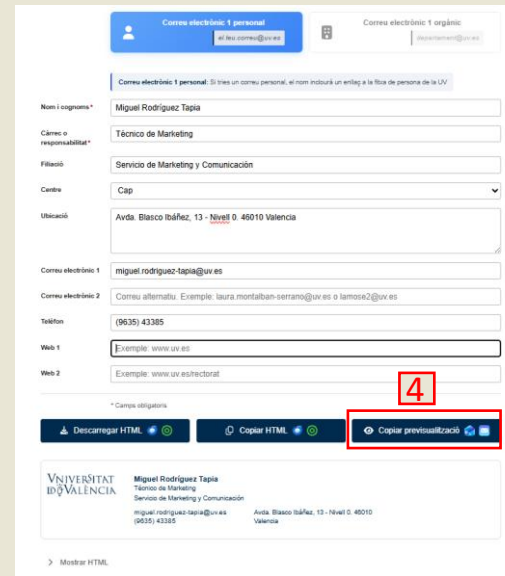 Correu electrònic 1 personal
el.teu.correu@uv.es
Correu electrònic 1 orgànic
departament@uv.es
Correu electrònic 1 personal: Si tries un correu personal, el nom inclourà un enllaç a la fitxa de persona de la UV
Nom i cognoms*
Miguel Rodríguez Tapia
Càrrec o
responsabilitat*
Técnico de Marketing
Filiació
Servicio de Marketing y Comunicación
Centre
Cap
Ubicació
Avda. Blasco Ibáñez, 13 - Nivell 0. 46010 Valencia
Correu electrònic 1
miguel.rodriguez-tapia@uv.es
Correu electrònic 2
Correu alternatiu. Exemple: laura.montalban-serrano@uv.es o lamose2@uv.es
Telèfon
(9635) 43385
Web 1
Exemple: www.uv.es
Web 2
Exemple: www.uv.es/rectorat
4
* Camps obligatoris
Descarregar HTML
Copiar HTML
Copiar previsualització
VNIVERSITAT
ID VALÈNCIA
Miguel Rodríguez Tapia
Técnico de Marketing
Servicio de Marketing y Comunicación
miguel.rodriguez-tapia@uv.es
(9635) 43385
Avda. Blasco Ibáñez, 13 - Nivell 0. 46010
Valencia
> Mostrar HTML